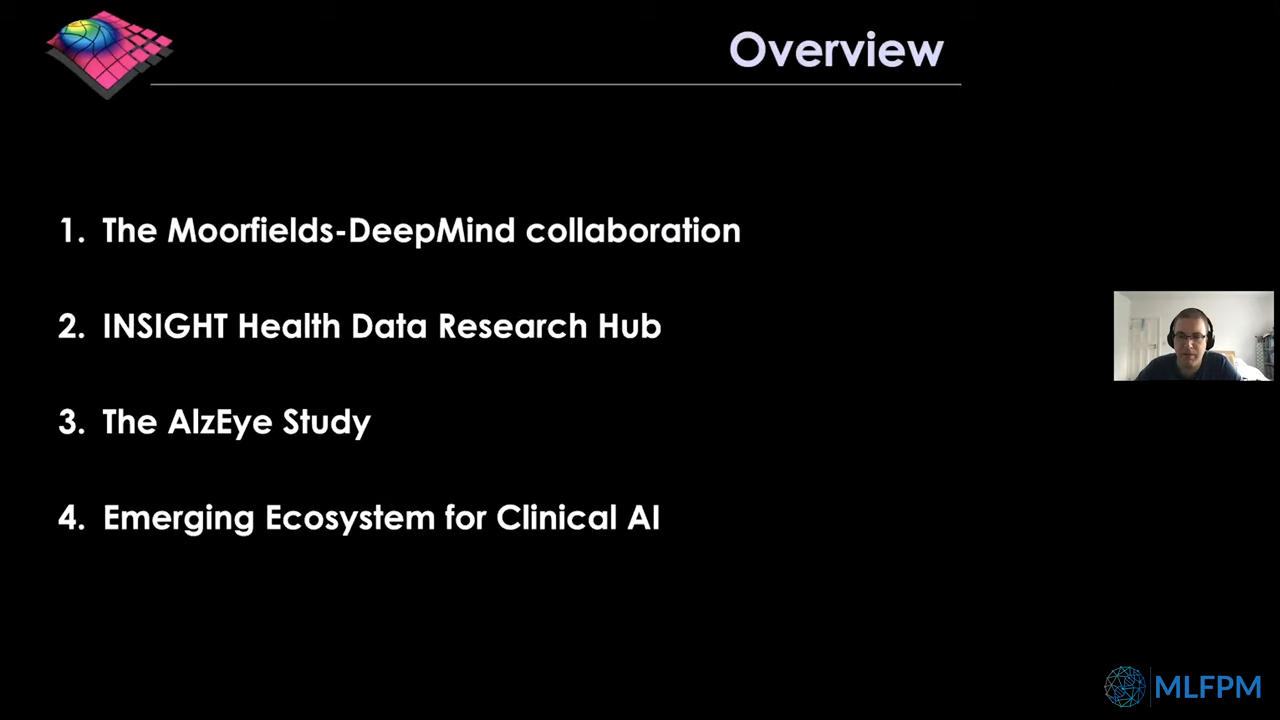 Overview
1. The Moorfields-DeepMind collaboration
2. INSIGHT Health Data Research Hub
3. The AlzEye Study
4. Emerging Ecosystem for Clinical AI
MLFPM